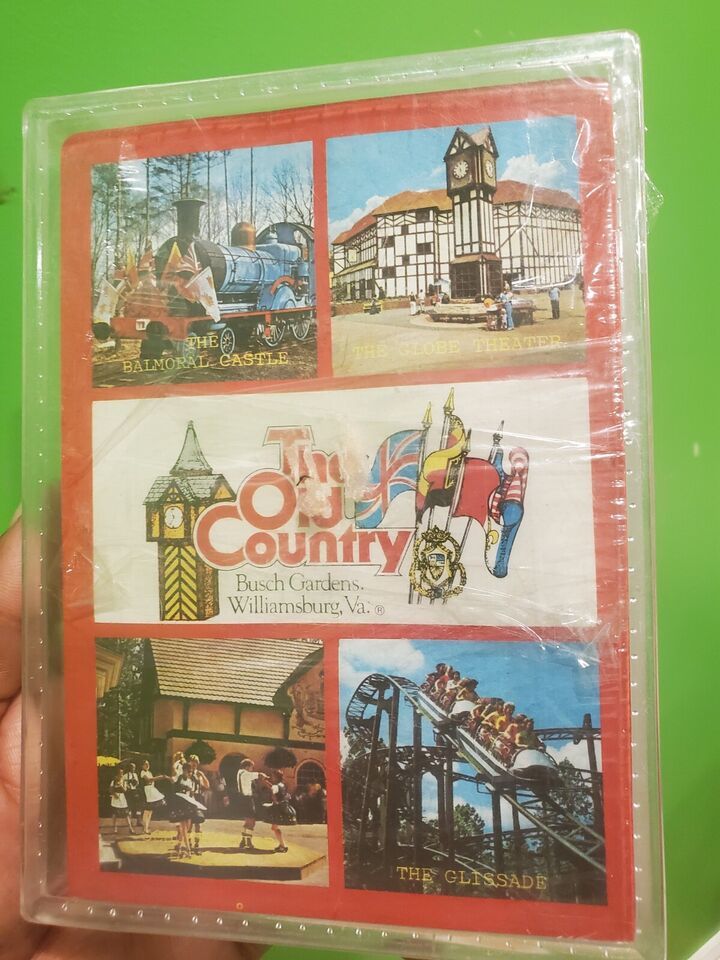 THE
BALMORAL CASTLE
THE GLOBE THEATER
The
Old
Country
Busch Gardens.
Williamsburg, Va. ®
THE GLISSADE